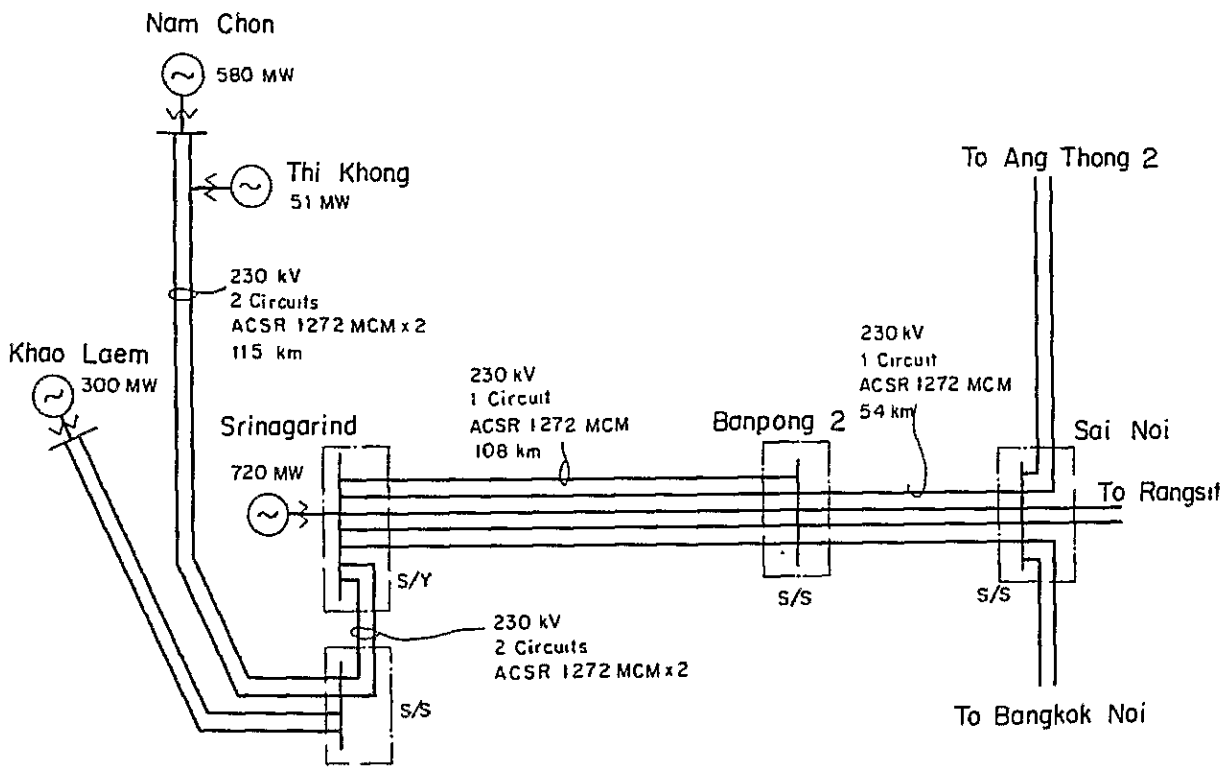 Nam Chon
~
580 MW
Thi Khong
~
51 MW
To Ang Thong 2
230 kV
2 Circuits
ACSR 1272 MCM x 2
115 km
Khao Laem
~
300 MW
230 kV
1 Circuit
ACSR 1272 MCM
54 km
230 kV
1 Circuit
ACSR 1272 MCM
108 km
Srinagarind
720 MW
~
Banpong 2
Sai Noi
To Rangsit
S/Y
S/S
S/S
230 kV
2 Circuits
ACSR 1272 MCM x 2
S/S
To Bangkok Noi